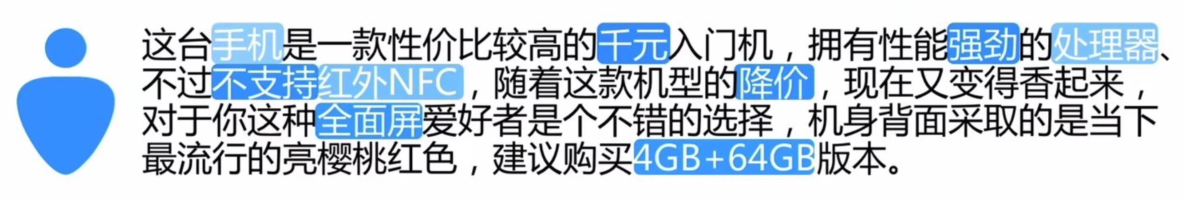 这台手机是一款性价比较高的千元入门机，拥有性能强劲的处理器、
不过不支持红外NFC，随着这款机型的降价，现在又变得香起来，
对于你这种全面屏爱好者是个不错的选择，机身背面采取的是当下
最流行的亮樱桃红色，建议购买4GB+64GB版本。